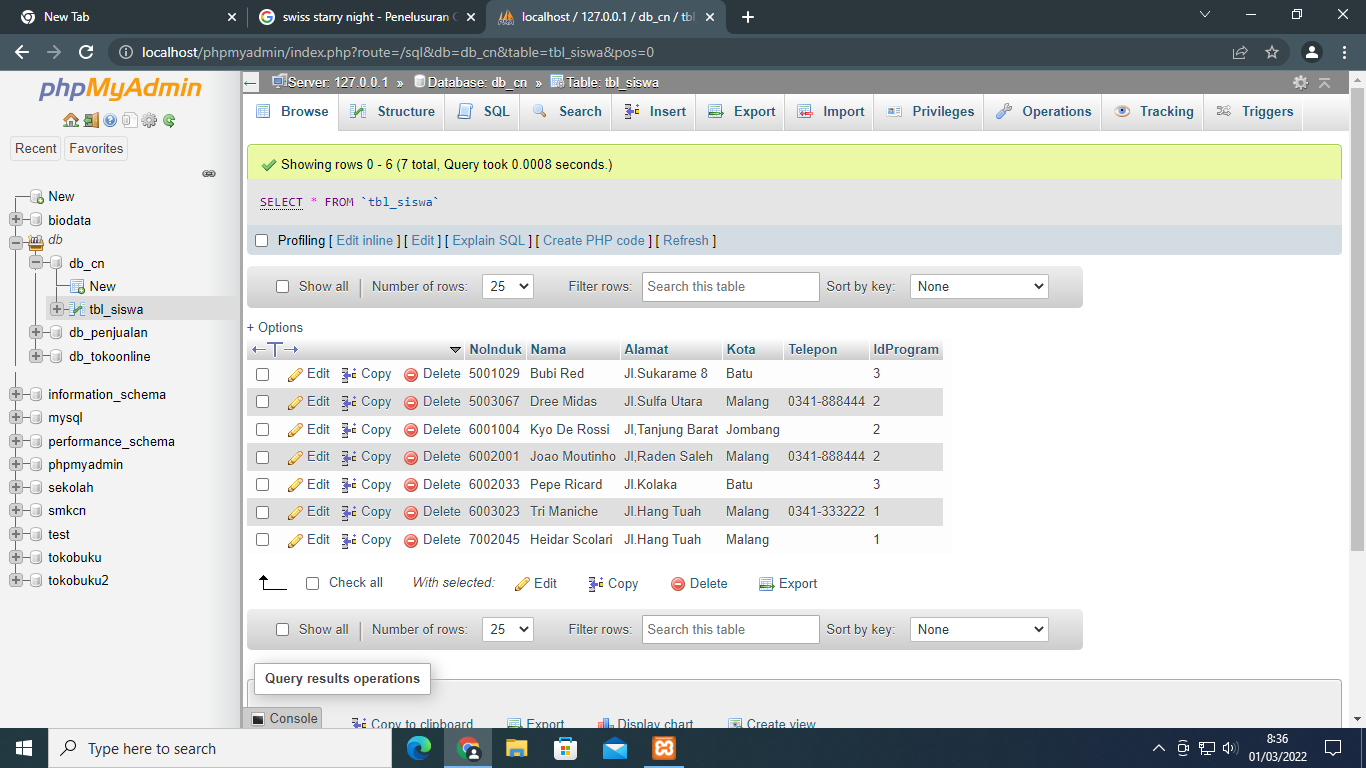 New Tab
swiss starry night - Penelusuran G
localhost / 127.0.0.1 / db_cn / tbl
localhost/phpmyadmin/index.php?route=/sql&db=db_cn&table=tbl_siswa&pos=0
phpMyAdmin
Recent Favorites
New
biodata
db
db_cn
New
tbl_siswa
db_penjualan
db_tokoonline
information_schema
mysql
performance_schema
phpmyadmin
sekolah
smkcn
test
tokobuku
tokobuku2
Server: 127.0.0.1 » Database: db_cn » Table: tbl_siswa
Browse Structure SQL Search Insert Export Import Privileges Operations Tracking Triggers
Showing rows 0 - 6 (7 total, Query took 0.0008 seconds.)
SELECT * FROM `tbl_siswa`
Profiling [ Edit inline ] [ Edit ] [ Explain SQL ] [ Create PHP code ] [ Refresh ]
Show all | Number of rows: 25 Filter rows: Search this table Sort by key: None
+ Options
←T→ NoInduk Nama Alamat Kota Telepon IdProgram
Edit Copy Delete 5001029 Bubi Red Jl.Sukarame 8 Batu 3
Edit Copy Delete 5003067 Dree Midas Jl.Sulfa Utara Malang 0341-888444 2
Edit Copy Delete 6001004 Kyo De Rossi Jl,Tanjung Barat Jombang 2
Edit Copy Delete 6002001 Joao Moutinho Jl,Raden Saleh Malang 0341-888444 2
Edit Copy Delete 6002033 Pepe Ricard Jl.Kolaka Batu 3
Edit Copy Delete 6003023 Tri Maniche Jl.Hang Tuah Malang 0341-333222 1
Edit Copy Delete 7002045 Heidar Scolari Jl.Hang Tuah Malang 1
Check all With selected: Edit Copy Delete Export
Show all | Number of rows: 25 Filter rows: Search this table Sort by key: None
Query results operations
Console
Copy to clipboard Export Display chart Create view
Type here to search
8:36
01/03/2022